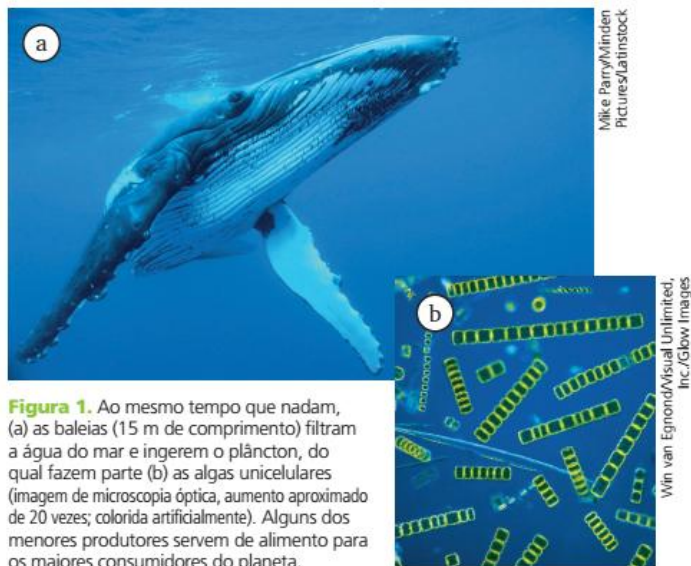 a
Mike Parry/Minden
Pictures/Latinstock
b
Win van Egnond/Visual Unlimited,
Inc./Glow Images
Figura 1. Ao mesmo tempo que nadam,
(a) as baleias (15 m de comprimento) filtram
a água do mar e ingerem o plâncton, do
qual fazem parte (b) as algas unicelulares
(imagem de microscopia óptica, aumento aproximado
de 20 vezes; colorida artificialmente). Alguns dos
menores produtores servem de alimento para
os maiores consumidores do planeta.